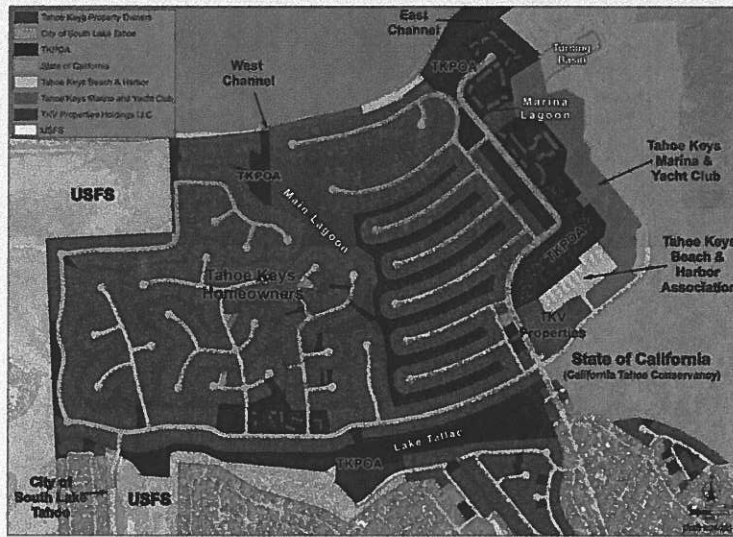 Tahoe Keys Property Owners
City of South Lake Tahoe
TKPOA
State of California
Tahoe Keys Beach & Harbor
Tahoe Keys Marina and Yacht Club
TKV Properties Holdings LLC
USFS
East
Channel
TKPOA
Turning
Basin
West
Channel
Marina
Lagoon
Tahoe Keys
Marina &
Yacht Club
USFS
TKPOA
Main Lagoon
TKPOA
Tahoe Keys
Beach &
Harbor
Association
Tahoe Keys
Homeowners
TKV
Properties
State of California
(California Tahoe Conservancy)
Lake Tallac
TKPOA
City of
South Lake
Tahoe
USFS